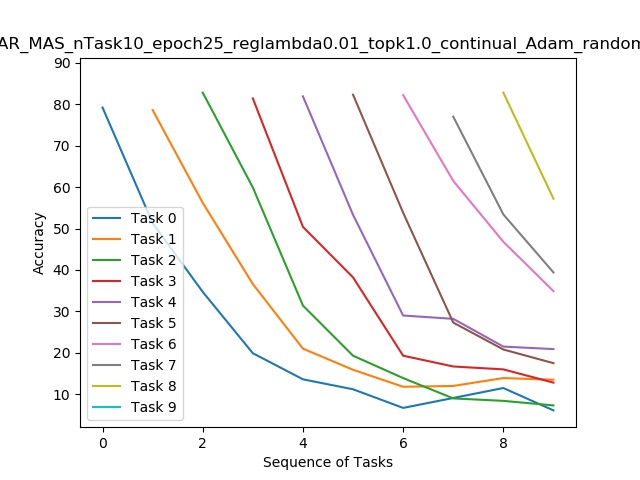 AR_MAS_nTask10_epoch25_reglambda0.01_topk1.0_continual_Adam_random
90
80
70
60
50
40
30
20
10
Accuracy
Task 0
Task 1
Task 2
Task 3
Task 4
Task 5
Task 6
Task 7
Task 8
Task 9
0 2 4 6 8
Sequence of Tasks